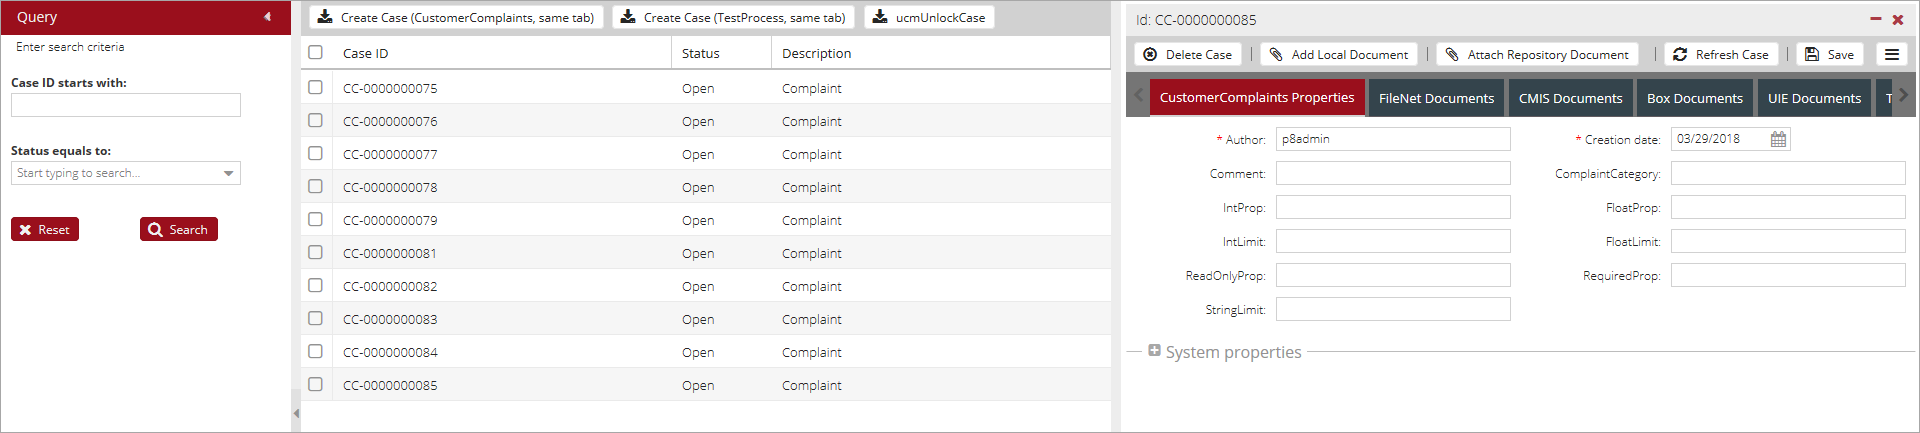 Query
Enter search criteria
Case ID starts with:
Status equals to:
Start typing to search...
Reset Search
Create Case (CustomerComplaints, same tab) Create Case (TestProcess, same tab) ucmUnlockCase
Case ID Status Description
CC-0000000075 Open Complaint
CC-0000000076 Open Complaint
CC-0000000077 Open Complaint
CC-0000000078 Open Complaint
CC-0000000079 Open Complaint
CC-0000000081 Open Complaint
CC-0000000082 Open Complaint
CC-0000000083 Open Complaint
CC-0000000084 Open Complaint
CC-0000000085 Open Complaint
Id: CC-0000000085
Delete Case | Add Local Document | Attach Repository Document | Refresh Case | Save
CustomerComplaints Properties FileNet Documents CMIS Documents Box Documents UIE Documents T
* Author: p8admin * Creation date: 03/29/2018
Comment: ComplaintCategory:
IntProp: FloatProp:
IntLimit: FloatLimit:
ReadOnlyProp: RequiredProp:
StringLimit:
System properties